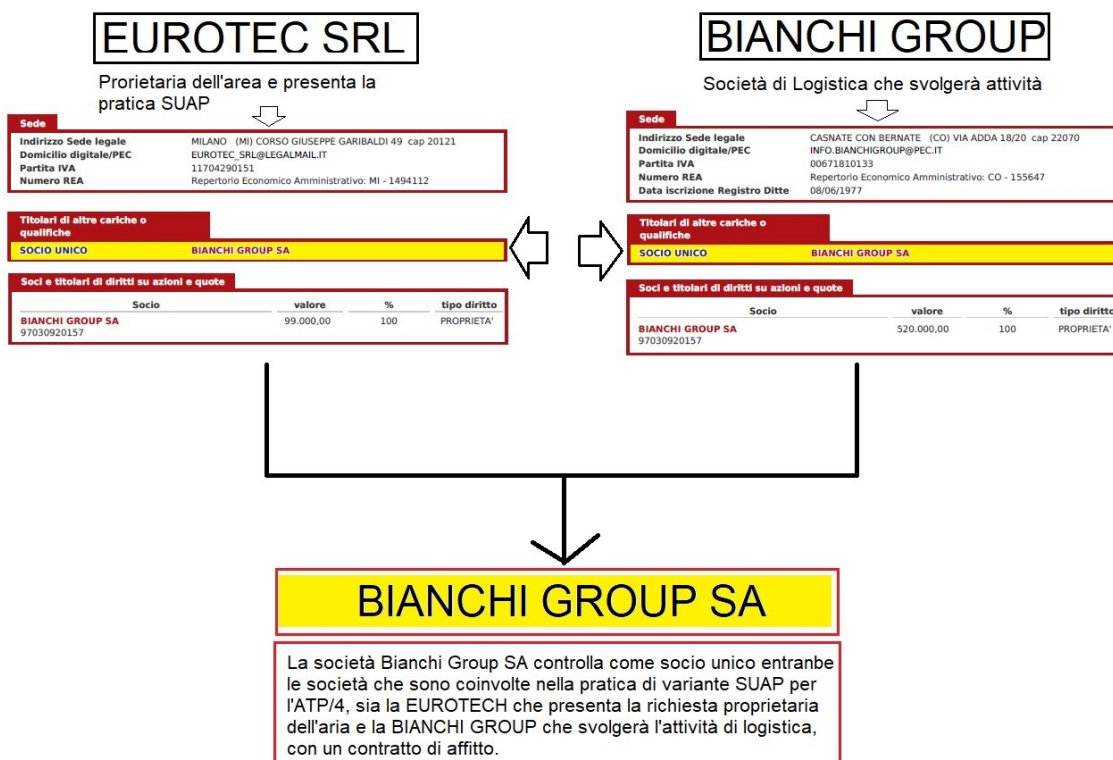 EUROTEC SRL
Prorietaria dell'area e presenta la
pratica SUAP
Sede
Indirizzo Sede legale MILANO (MI) CORSO GIUSEPPE GARIBALDI 49 cap 20121
Domicilio digitale/PEC EUROTEC_SRL@LEGALMAIL.IT
Partita IVA 11704290151
Numero REA Repertorio Economico Amministrativo: MI - 1494112
Titolari di altre cariche o
qualifiche
SOCIO UNICO BIANCHI GROUP SA
Soci e titolari di diritti su azioni e quote
Socio valore % tipo diritto
BIANCHI GROUP SA 99.000,00 100 PROPRIETA'
97030920157
BIANCHI GROUP
Società di Logistica che svolgerà attività
Sede
Indirizzo Sede legale CASNATE CON BERNATE (CO) VIA ADDA 18/20 cap 22070
Domicilio digitale/PEC INFO.BIANCHIGROUP@PEC.IT
Partita IVA 00671810133
Numero REA Repertorio Economico Amministrativo: CO - 155647
Data iscrizione Registro Ditte 08/06/1977
Titolari di altre cariche o
qualifiche
SOCIO UNICO BIANCHI GROUP SA
Soci e titolari di diritti su azioni e quote
Socio valore % tipo diritto
BIANCHI GROUP SA 520.000,00 100 PROPRIETA'
97030920157
BIANCHI GROUP SA
La società Bianchi Group SA controlla come socio unico entranbe
le società che sono coinvolte nella pratica di variante SUAP per
l'ATP/4, sia la EUROTECH che presenta la richiesta proprietaria
dell'aria e la BIANCHI GROUP che svolgerà l'attività di logistica,
con un contratto di affitto.